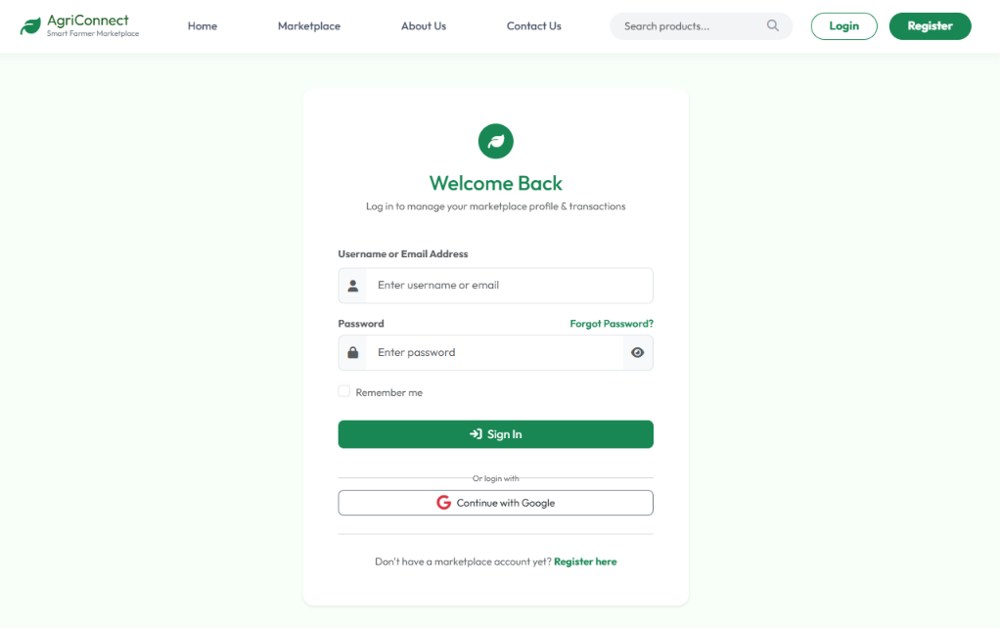 AgriConnect
Smart Farmer Marketplace
Home
Marketplace
About Us
Contact Us
Search products...
Login
Register
Welcome Back
Log in to manage your marketplace profile & transactions
Username or Email Address
Enter username or email
Password
Forgot Password?
Enter password
Remember me
Sign In
Or login with
Continue with Google
Don't have a marketplace account yet? Register here